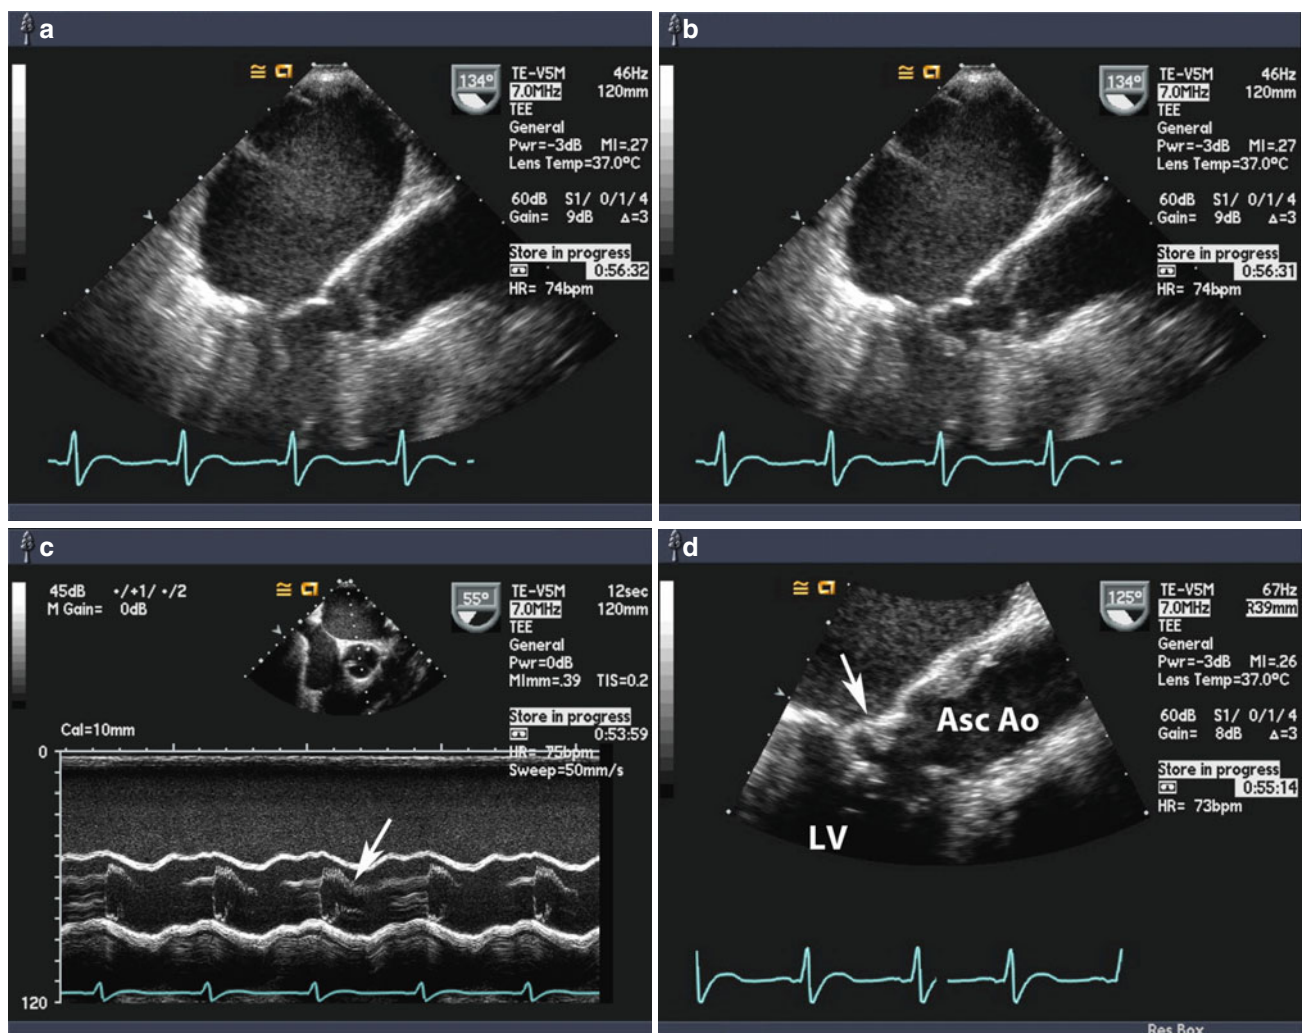 a
134°
TE-V5M 46Hz
7.0MHz 120mm
TEE
General
Pwr=-3dB MI=.27
Lens Temp=37.0ºC
60dB S1/ 0/1/4
Gain= 9dB Δ=3
Store in progress
0:56:32
HR= 74bpm
b
134°
TE-V5M 46Hz
7.0MHz 120mm
TEE
General
Pwr=-3dB MI=.27
Lens Temp=37.0ºC
60dB S1/ 0/1/4
Gain= 9dB Δ=3
Store in progress
0:56:31
HR= 74bpm
c
45dB •/+1/ •/2
M Gain= 0dB
55°
TE-V5M 12sec
7.0MHz 120mm
TEE
General
Pwr=0dB
MImm=.39 TIS=0.2
Store in progress
0:53:59
HR= 75bpm
Sweep=50mm/s
Cal=10mm
0
120
d
125°
TE-V5M 67Hz
7.0MHz R39mm
TEE
General
Pwr=-3dB MI=.26
Lens Temp=37.0ºC
60dB S1/ 0/1/4
Gain= 8dB Δ=3
Store in progress
0:55:14
HR= 73bpm
Asc Ao
LV
Res Box